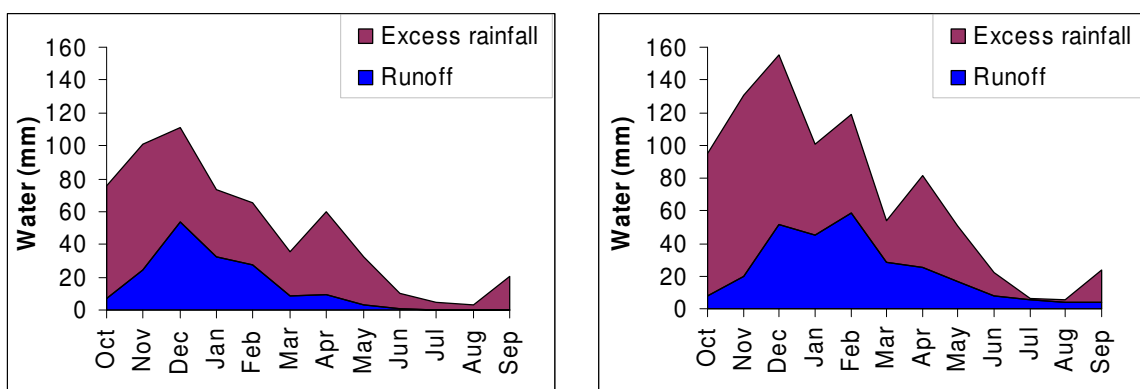 Excess rainfall
Runoff
Water (mm)
160
140
120
100
80
60
40
20
0
Oct
Nov
Dec
Jan
Feb
Mar
Apr
May
Jun
Jul
Aug
Sep
Excess rainfall
Runoff
Water (mm)
160
140
120
100
80
60
40
20
0
Oct
Nov
Dec
Jan
Feb
Mar
Apr
May
Jun
Jul
Aug
Sep